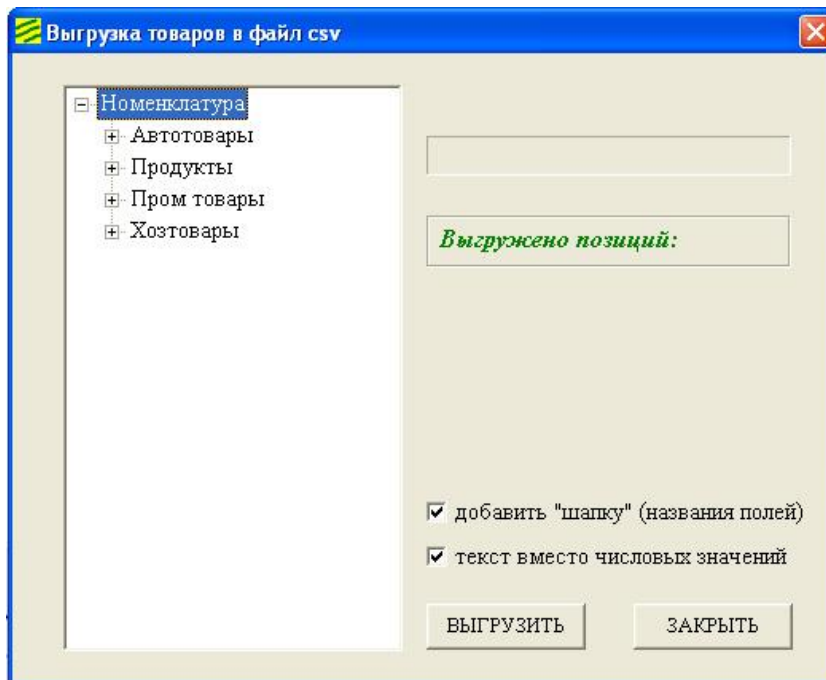 Выгрузка товаров в файл csv
Номенклатура
Автотовары
Продукты
Пром товары
Хозтовары
Выгружено позиций:
добавить "шапку" (названия полей)
текст вместо числовых значений
ВЫГРУЗИТЬ
ЗАКРЫТЬ